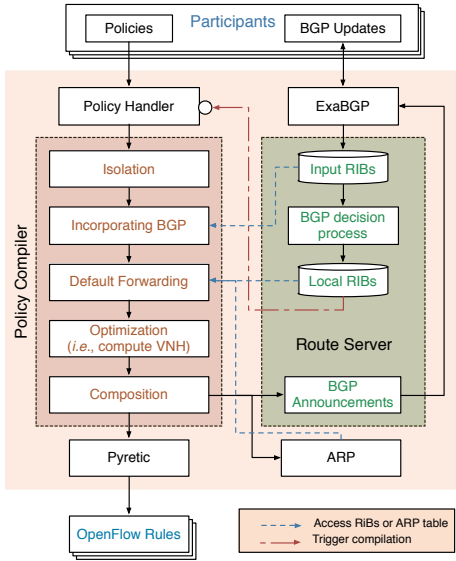 Participants
Policies
BGP Updates
Policy Handler
ExaBGP
Isolation
Input RIBs
Incorporating BGP
BGP decision
process
Default Forwarding
Local RIBs
Optimization
(i.e., compute VNH)
Route Server
Composition
BGP
Announcements
Policy Compiler
Pyretic
ARP
OpenFlow Rules
Access RiBs or ARP table
Trigger compilation